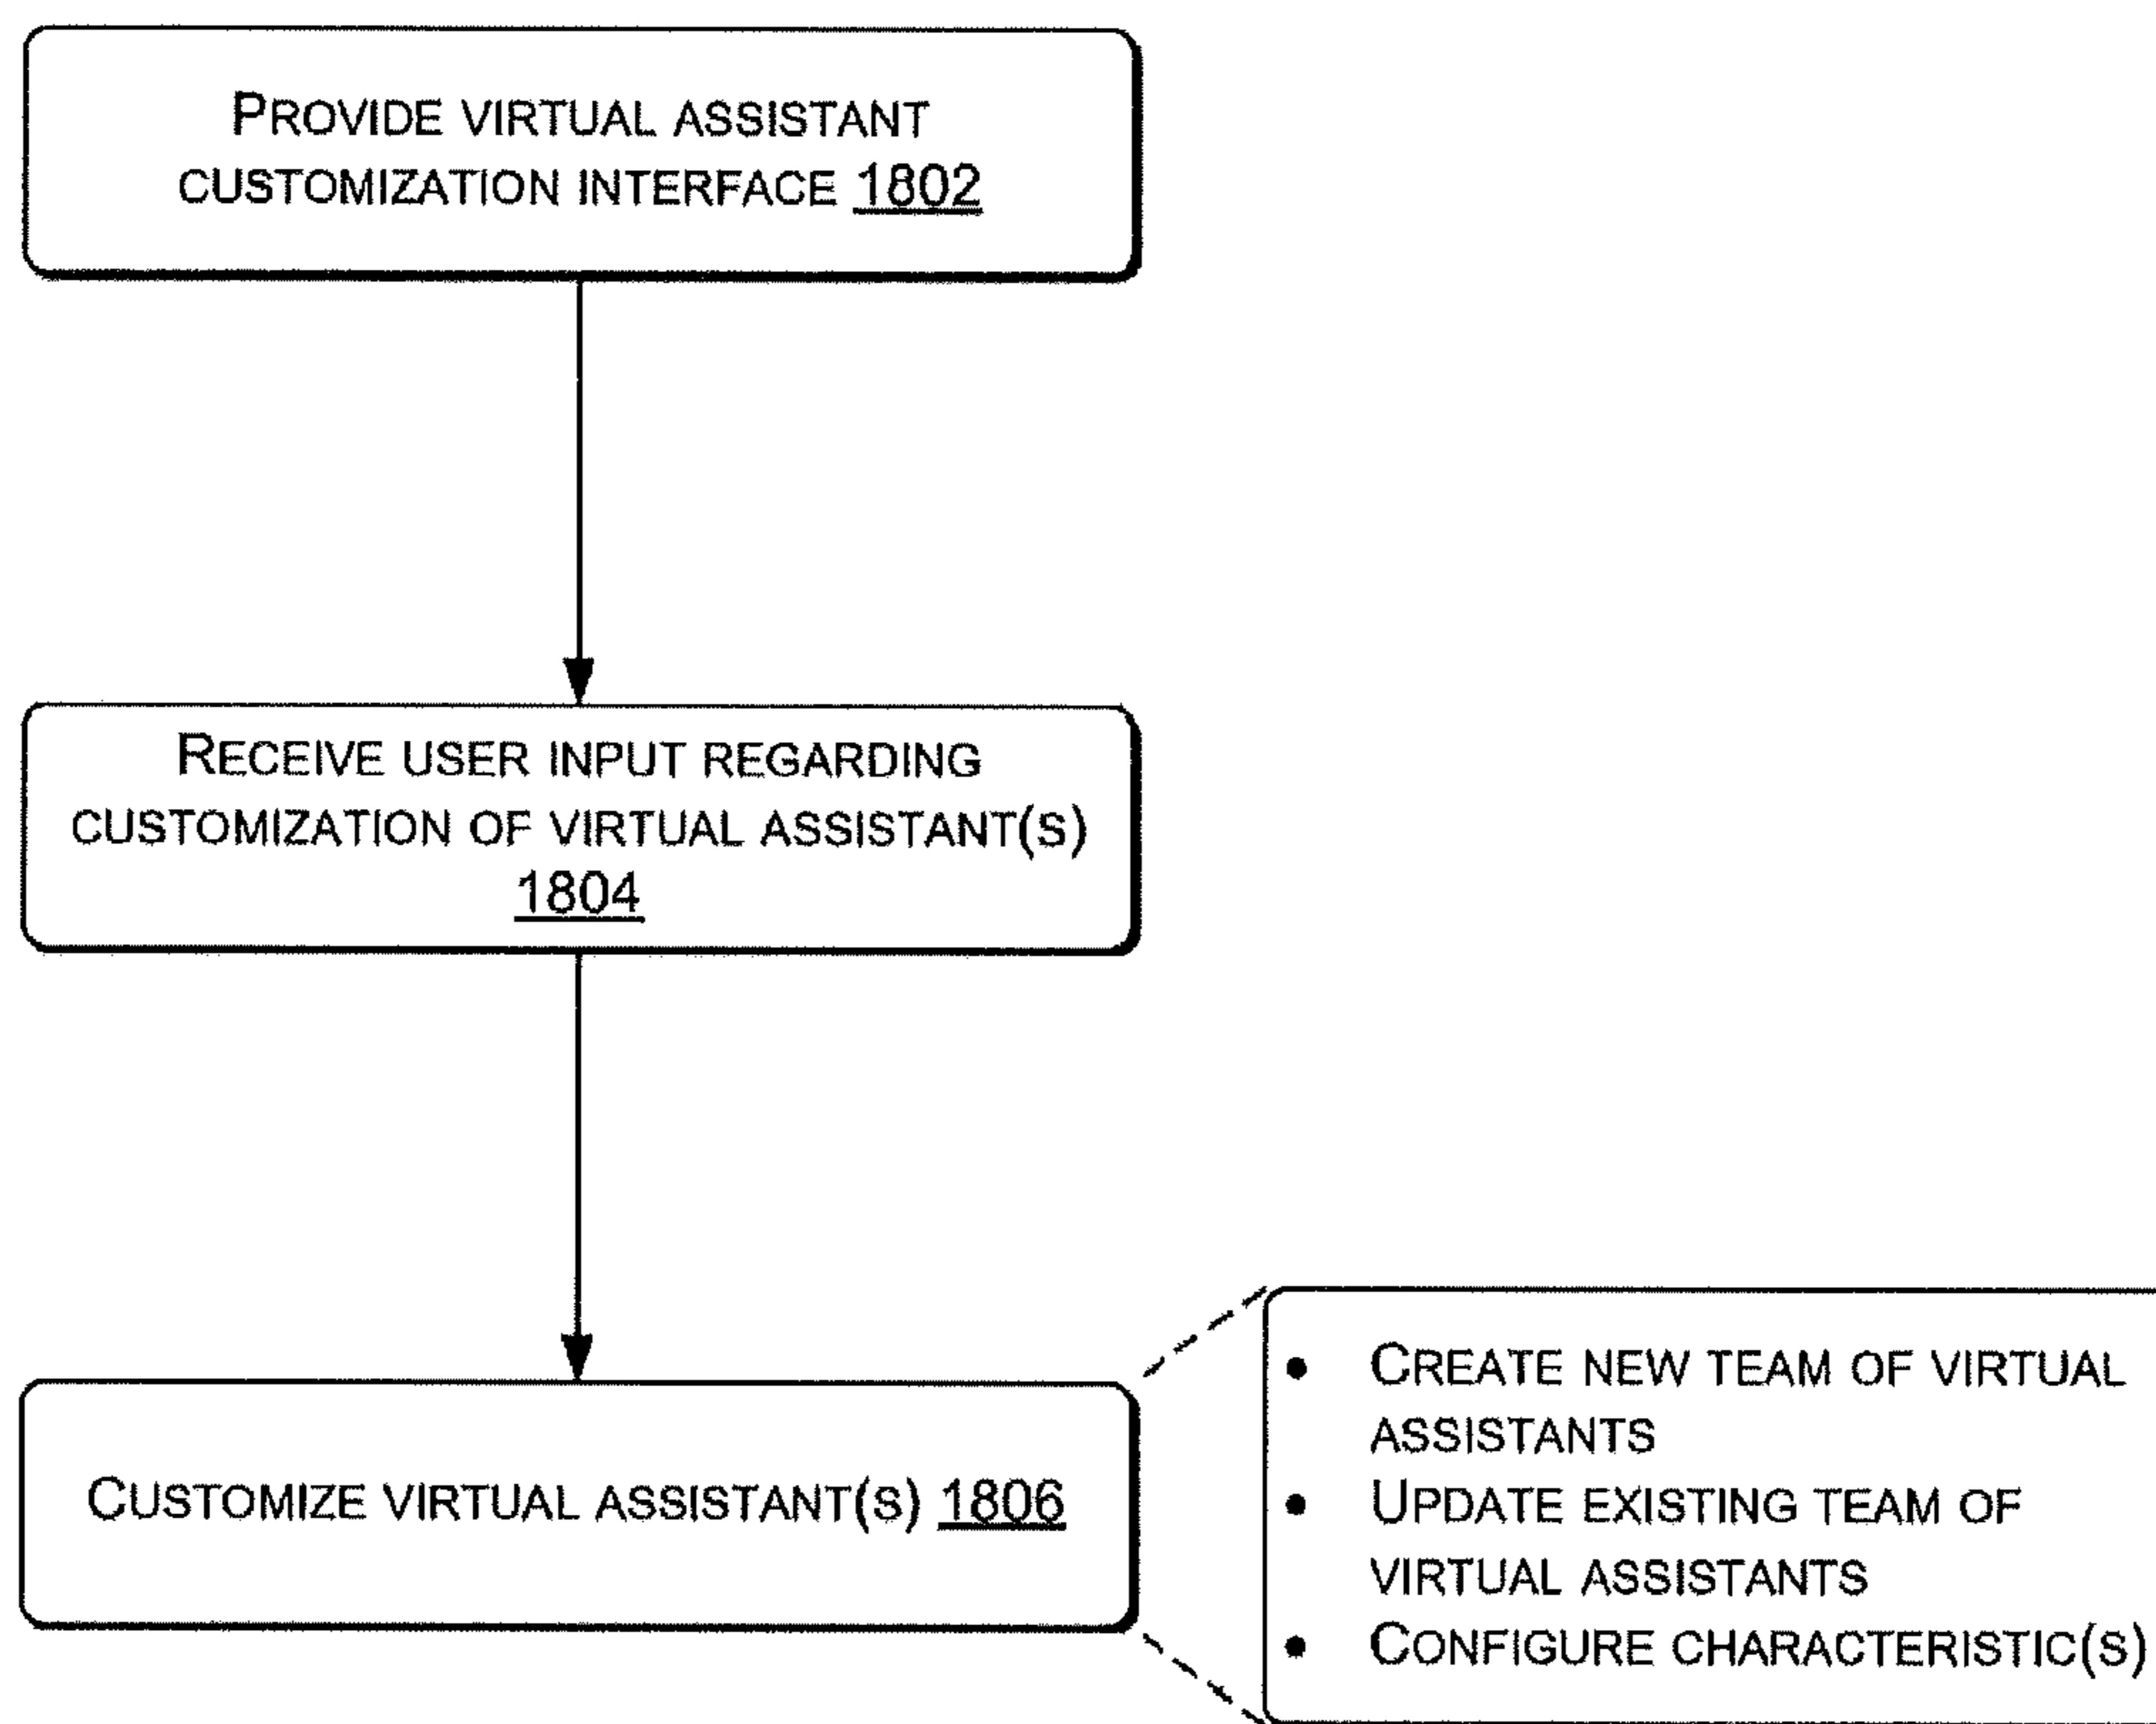 PROVIDE VIRTUAL ASSISTANT
CUSTOMIZATION INTERFACE 1802
RECEIVE USER INPUT REGARDING
CUSTOMIZATION OF VIRTUAL ASSISTANT(S)
1804
CUSTOMIZE VIRTUAL ASSISTANT(S) 1806
• CREATE NEW TEAM OF VIRTUAL
ASSISTANTS
• UPDATE EXISTING TEAM OF
VIRTUAL ASSISTANTS
• CONFIGURE CHARACTERISTIC(S)